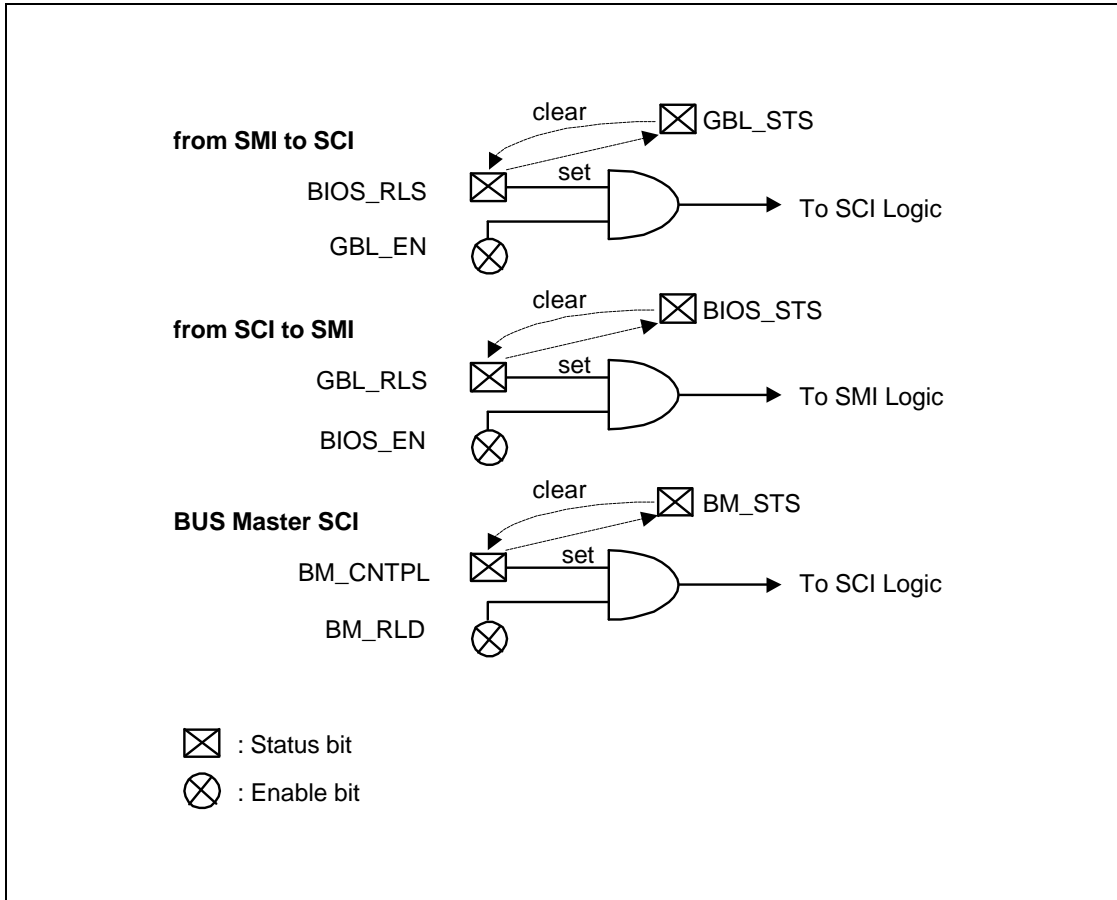 clear
GBL_STS
from SMI to SCI
set
BIOS_RLS
To SCI Logic
GBL_EN
clear
BIOS_STS
from SCI to SMI
set
GBL_RLS
To SMI Logic
BIOS_EN
clear
BM_STS
BUS Master SCI
set
BM_CNTPL
To SCI Logic
BM_RLD
: Status bit
: Enable bit